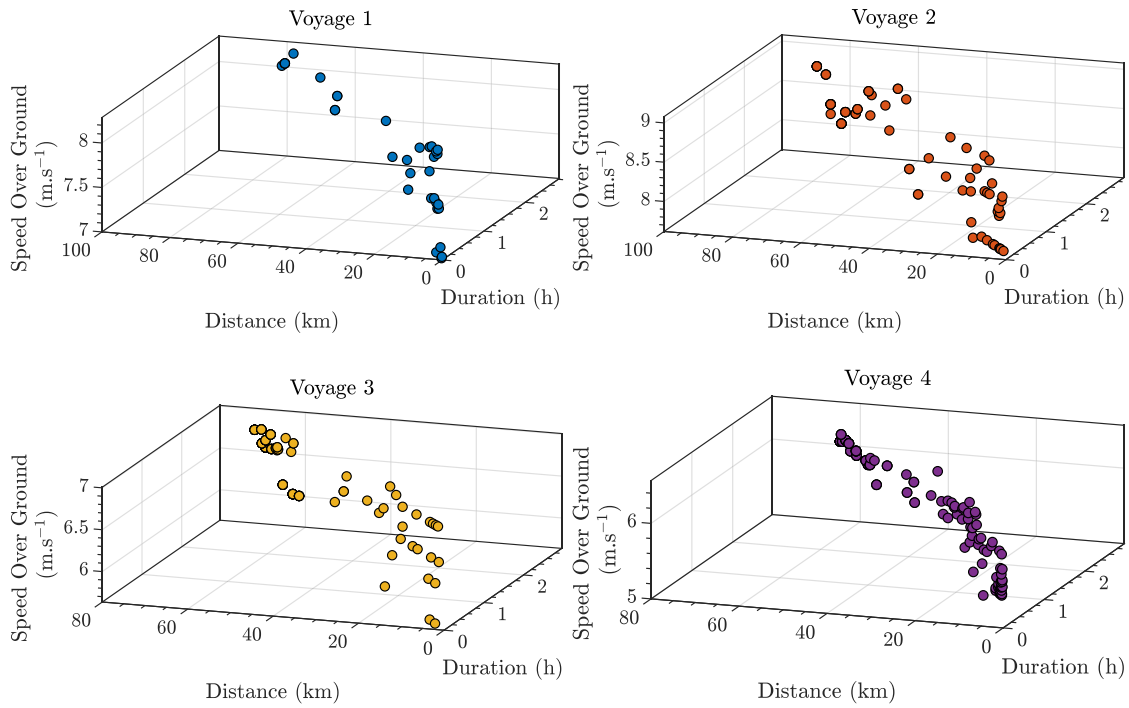 Voyage 1
Speed Over Ground
(m.s⁻¹)
8
7.5
7
100
80
60
40
20
0
0
1
2
Duration (h)
Distance (km)
Voyage 2
Speed Over Ground
(m.s⁻¹)
9
8.5
8
100
80
60
40
20
0
0
1
2
Duration (h)
Distance (km)
Voyage 3
Speed Over Ground
(m.s⁻¹)
7
6.5
6
80
60
40
20
0
0
1
2
Duration (h)
Distance (km)
Voyage 4
Speed Over Ground
(m.s⁻¹)
6
5
80
60
40
20
0
0
1
2
Duration (h)
Distance (km)